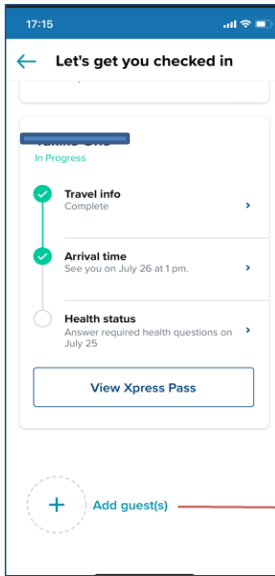 17:15
Let's get you checked in
In Progress
Travel info
Complete
Arrival time
See you on July 26 at 1 pm.
Health status
Answer required health questions on
July 25
View Xpress Pass
Add guest(s)